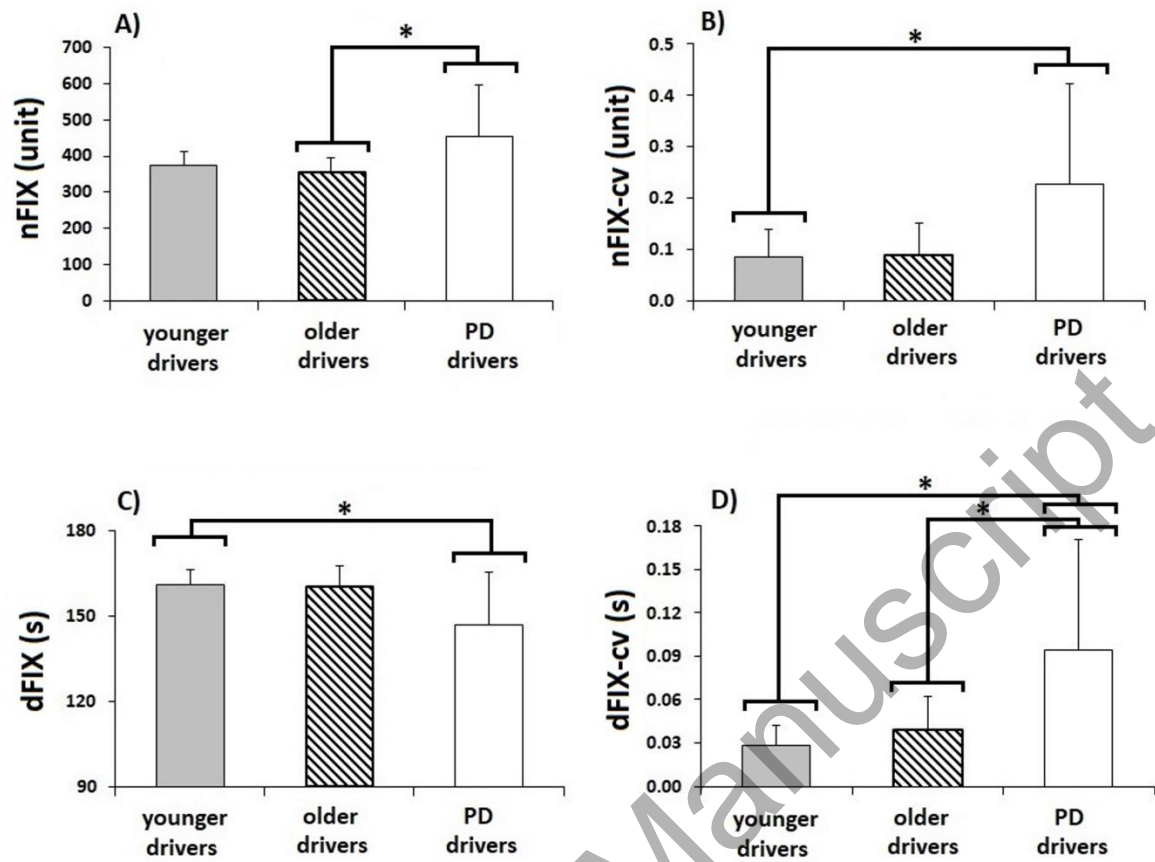 A)
*
700
600
500
400
300
200
100
0
nFIX (unit)
younger
drivers
older
drivers
PD
drivers
B)
*
0.5
0.4
0.3
0.2
0.1
0.0
nFIX-cv (unit)
younger
drivers
older
drivers
PD
drivers
C)
*
180
150
120
90
dFIX (s)
younger
drivers
older
drivers
PD
drivers
D)
*
*
0.18
0.15
0.12
0.09
0.06
0.03
0.00
dFIX-cv (s)
younger
drivers
older
drivers
PD
drivers
Manuscript